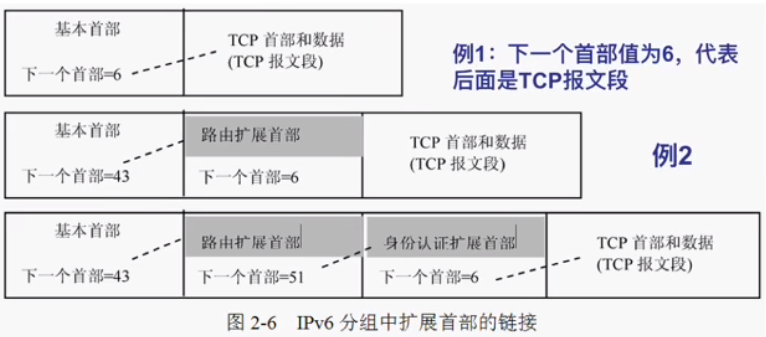 基本首部
下一个首部=6
TCP 首部和数据
(TCP 报文段)
例1：下一个首部值为6，代表
后面是TCP报文段
基本首部
下一个首部=43
路由扩展首部
下一个首部=6
TCP 首部和数据
(TCP 报文段)
例2
基本首部
下一个首部=43
路由扩展首部
下一个首部=51
身份认证扩展首部
下一个首部=6
TCP 首部和数据
(TCP 报文段)
图 2-6 IPv6 分组中扩展首部的链接